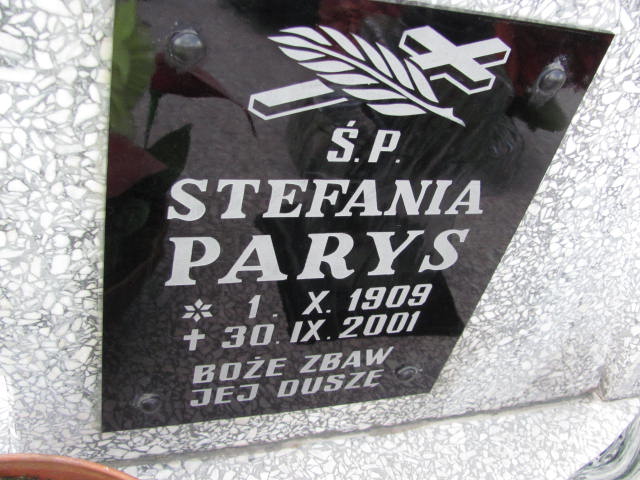 Ś.P.
STEFANIA
PARYS
* 1. X. 1909
+ 30. IX. 2001
BOŻE ZBAW
JEJ DUSZE